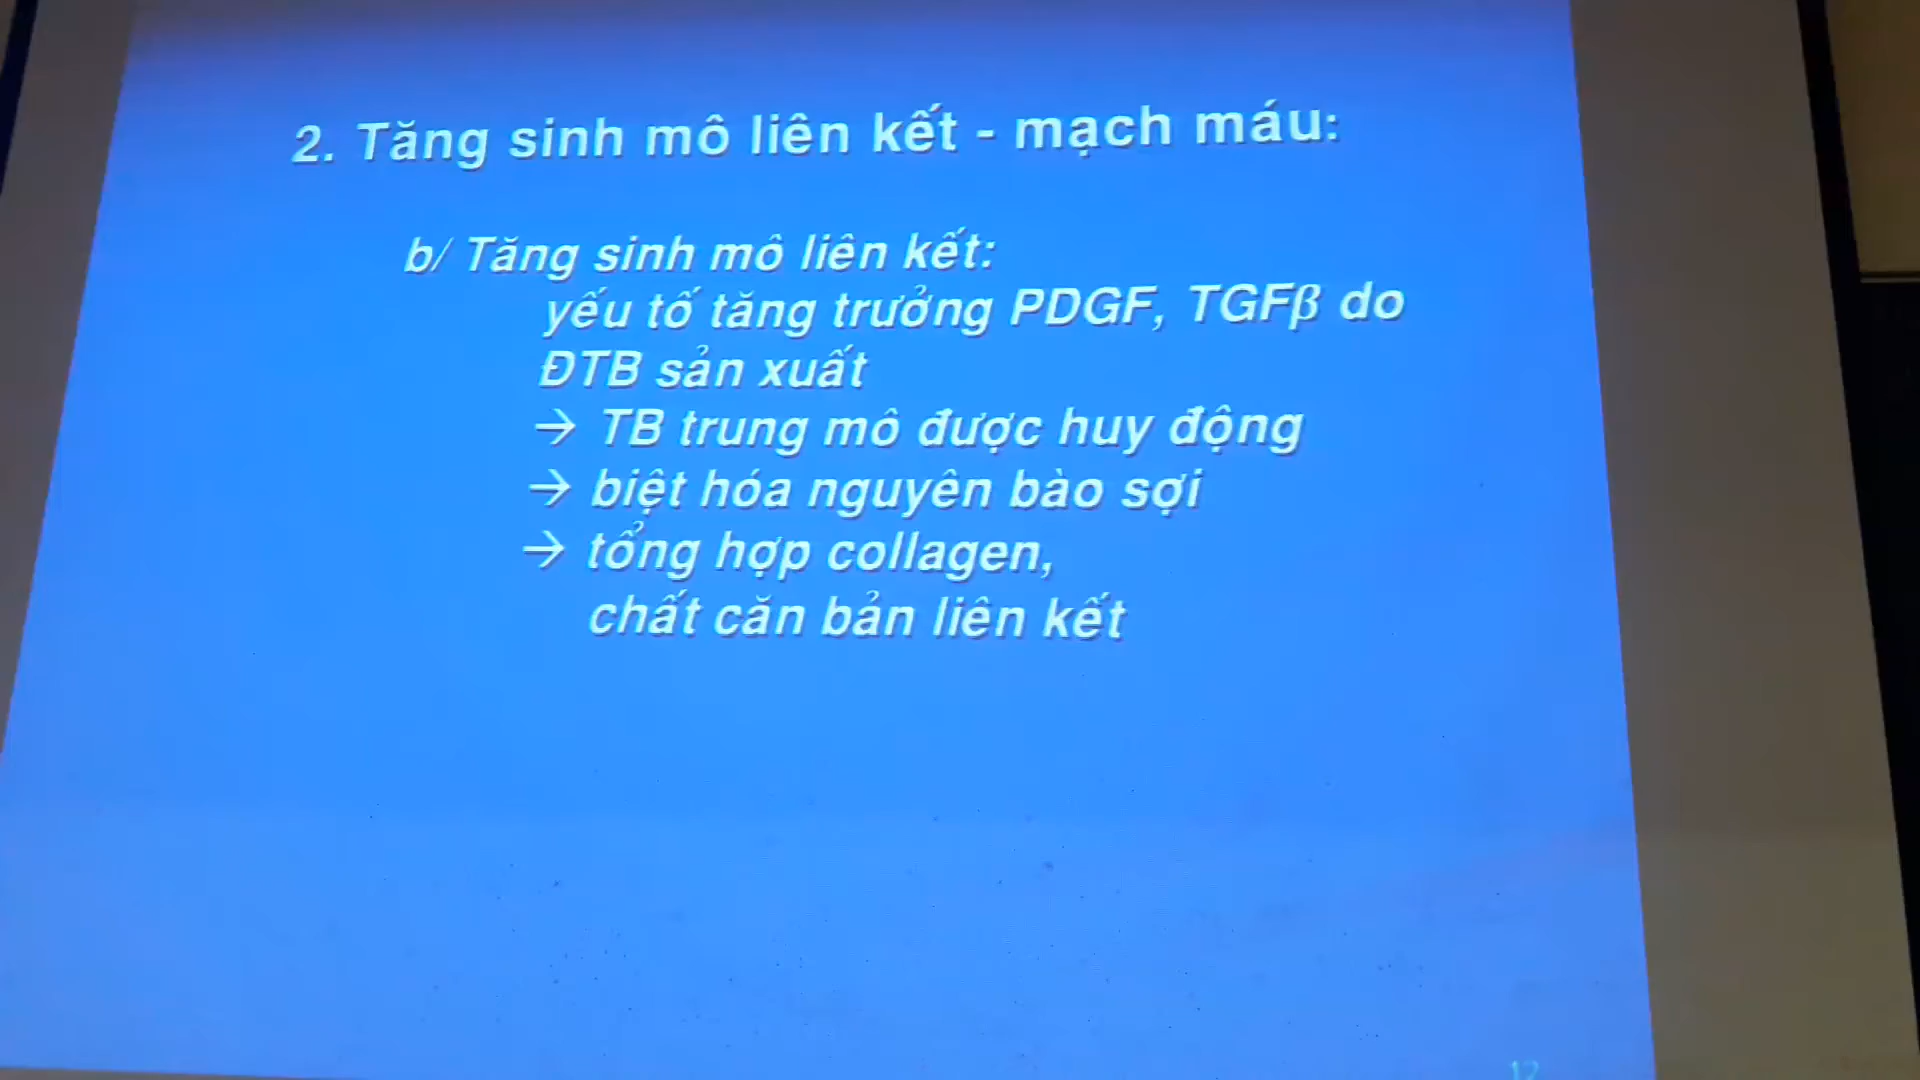 2. Tăng sinh mô liên kết - mạch máu:
b/ Tăng sinh mô liên kết:
yếu tố tăng trưởng PDGF, TGFβ do
ĐTB sản xuất
→ TB trung mô được huy động
→ biệt hóa nguyên bào sợi
→ tổng hợp collagen,
chất căn bản liên kết
12